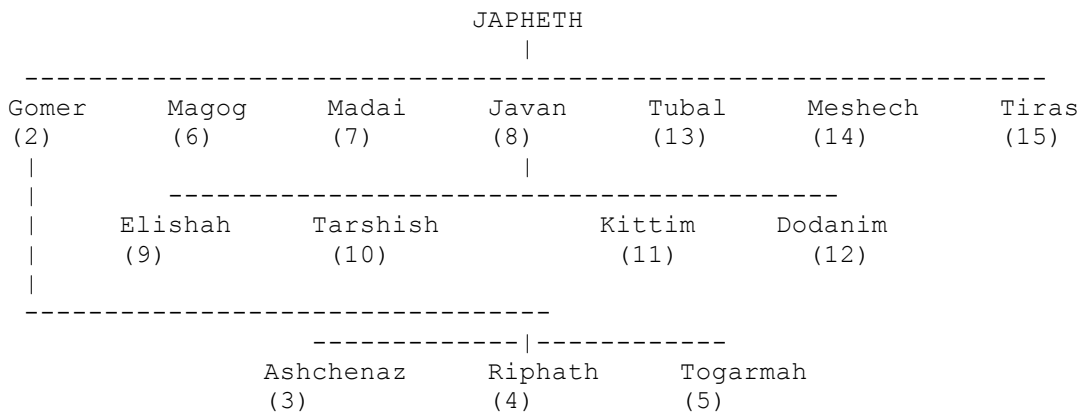 JAPHETH
Gomer Magog Madai Javan Tubal Meshech Tiras
(2) (6) (7) (8) (13) (14) (15)
Elishah Tarshish Kittim Dodanim
(9) (10) (11) (12)
Ashchenaz Riphath Togarmah
(3) (4) (5)